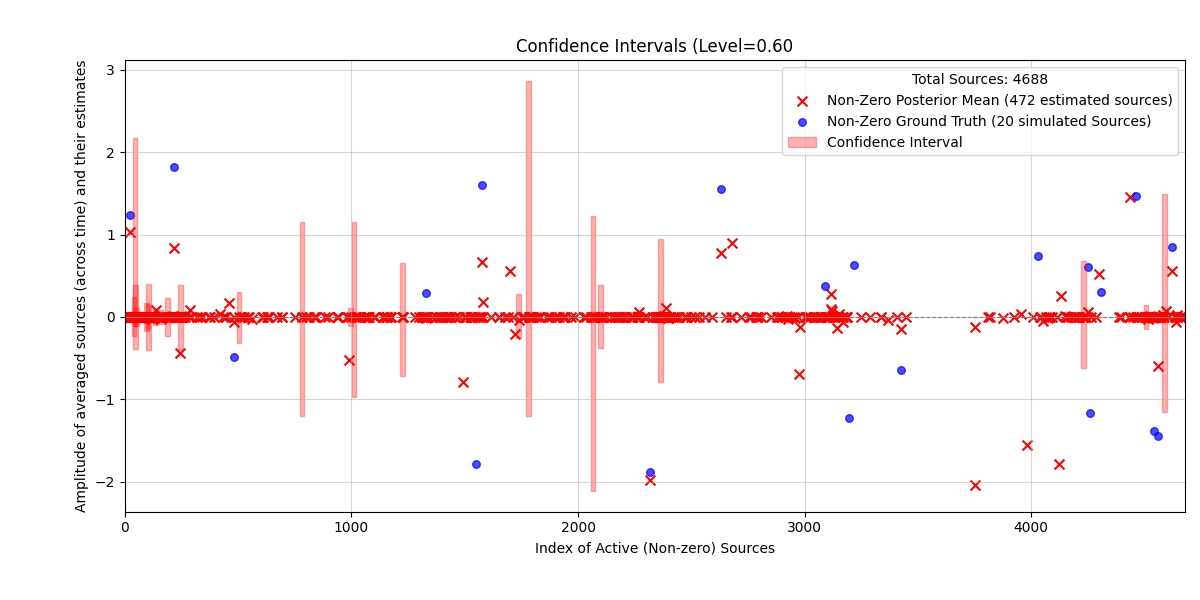 Confidence Intervals (Level=0.60
Total Sources: 4688
Non-Zero Posterior Mean (472 estimated sources)
Non-Zero Ground Truth (20 simulated Sources)
Confidence Interval
Amplitude of averaged sources (across time) and their estimates
3
2
1
0
−1
−2
0 1000 2000 3000 4000
Index of Active (Non-zero) Sources